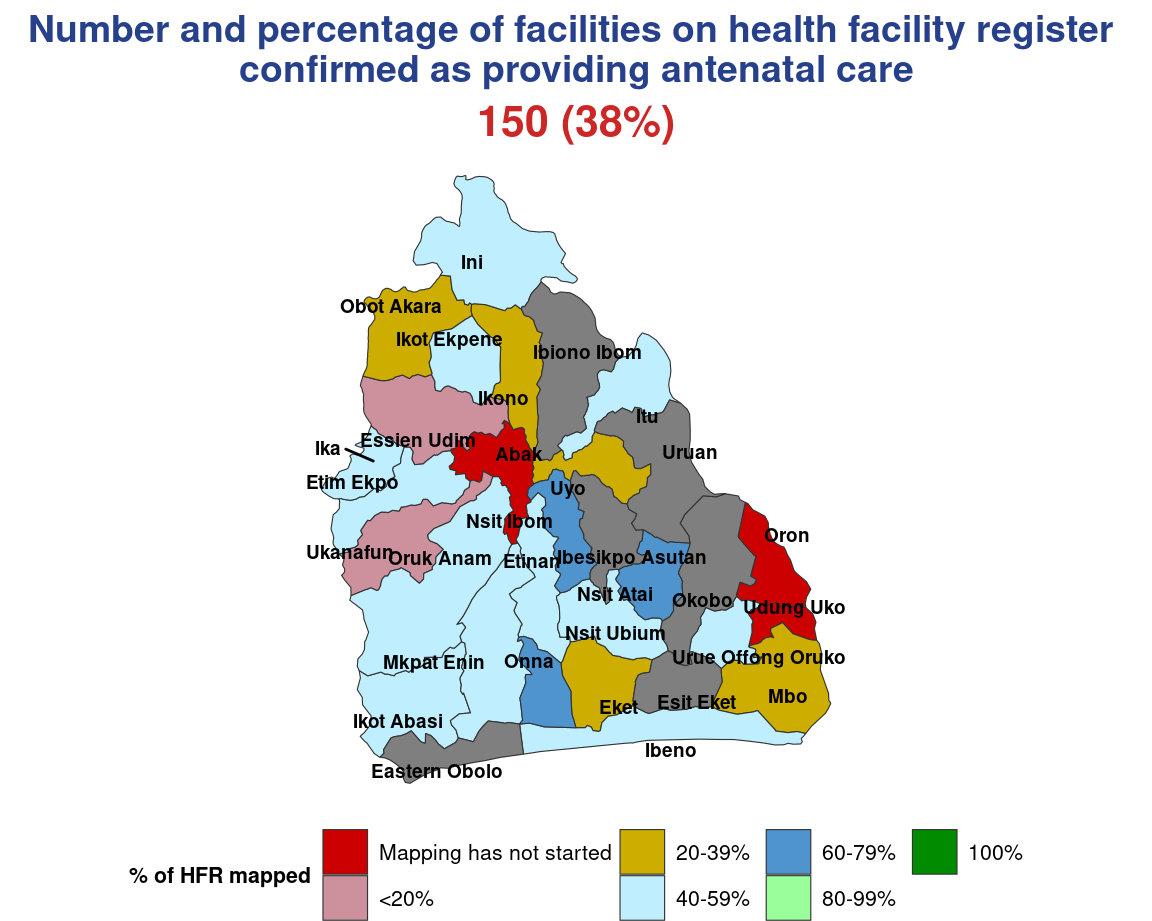 Number and percentage of facilities on health facility register
confirmed as providing antenatal care
150 (38%)
Ini
Obot Akara
Ikot Ekpene
Ibiono Ibom
Ikono
Itu
Essien Udim
Ika
Abak
Uruan
Etim Ekpo
Uyo
Nsit Ibom
Oron
Ukanafun
Oruk Anam
Etinan
Ibesikpo Asutan
Nsit Atai
Okobo
Udung Uko
Nsit Ubium
Mkpat Enin
Onna
Urue Offong Oruko
Mbo
Esit Eket
Eket
Ikot Abasi
Ibeno
Eastern Obolo
% of HFR mapped
Mapping has not started
<20%
20-39%
40-59%
60-79%
80-99%
100%